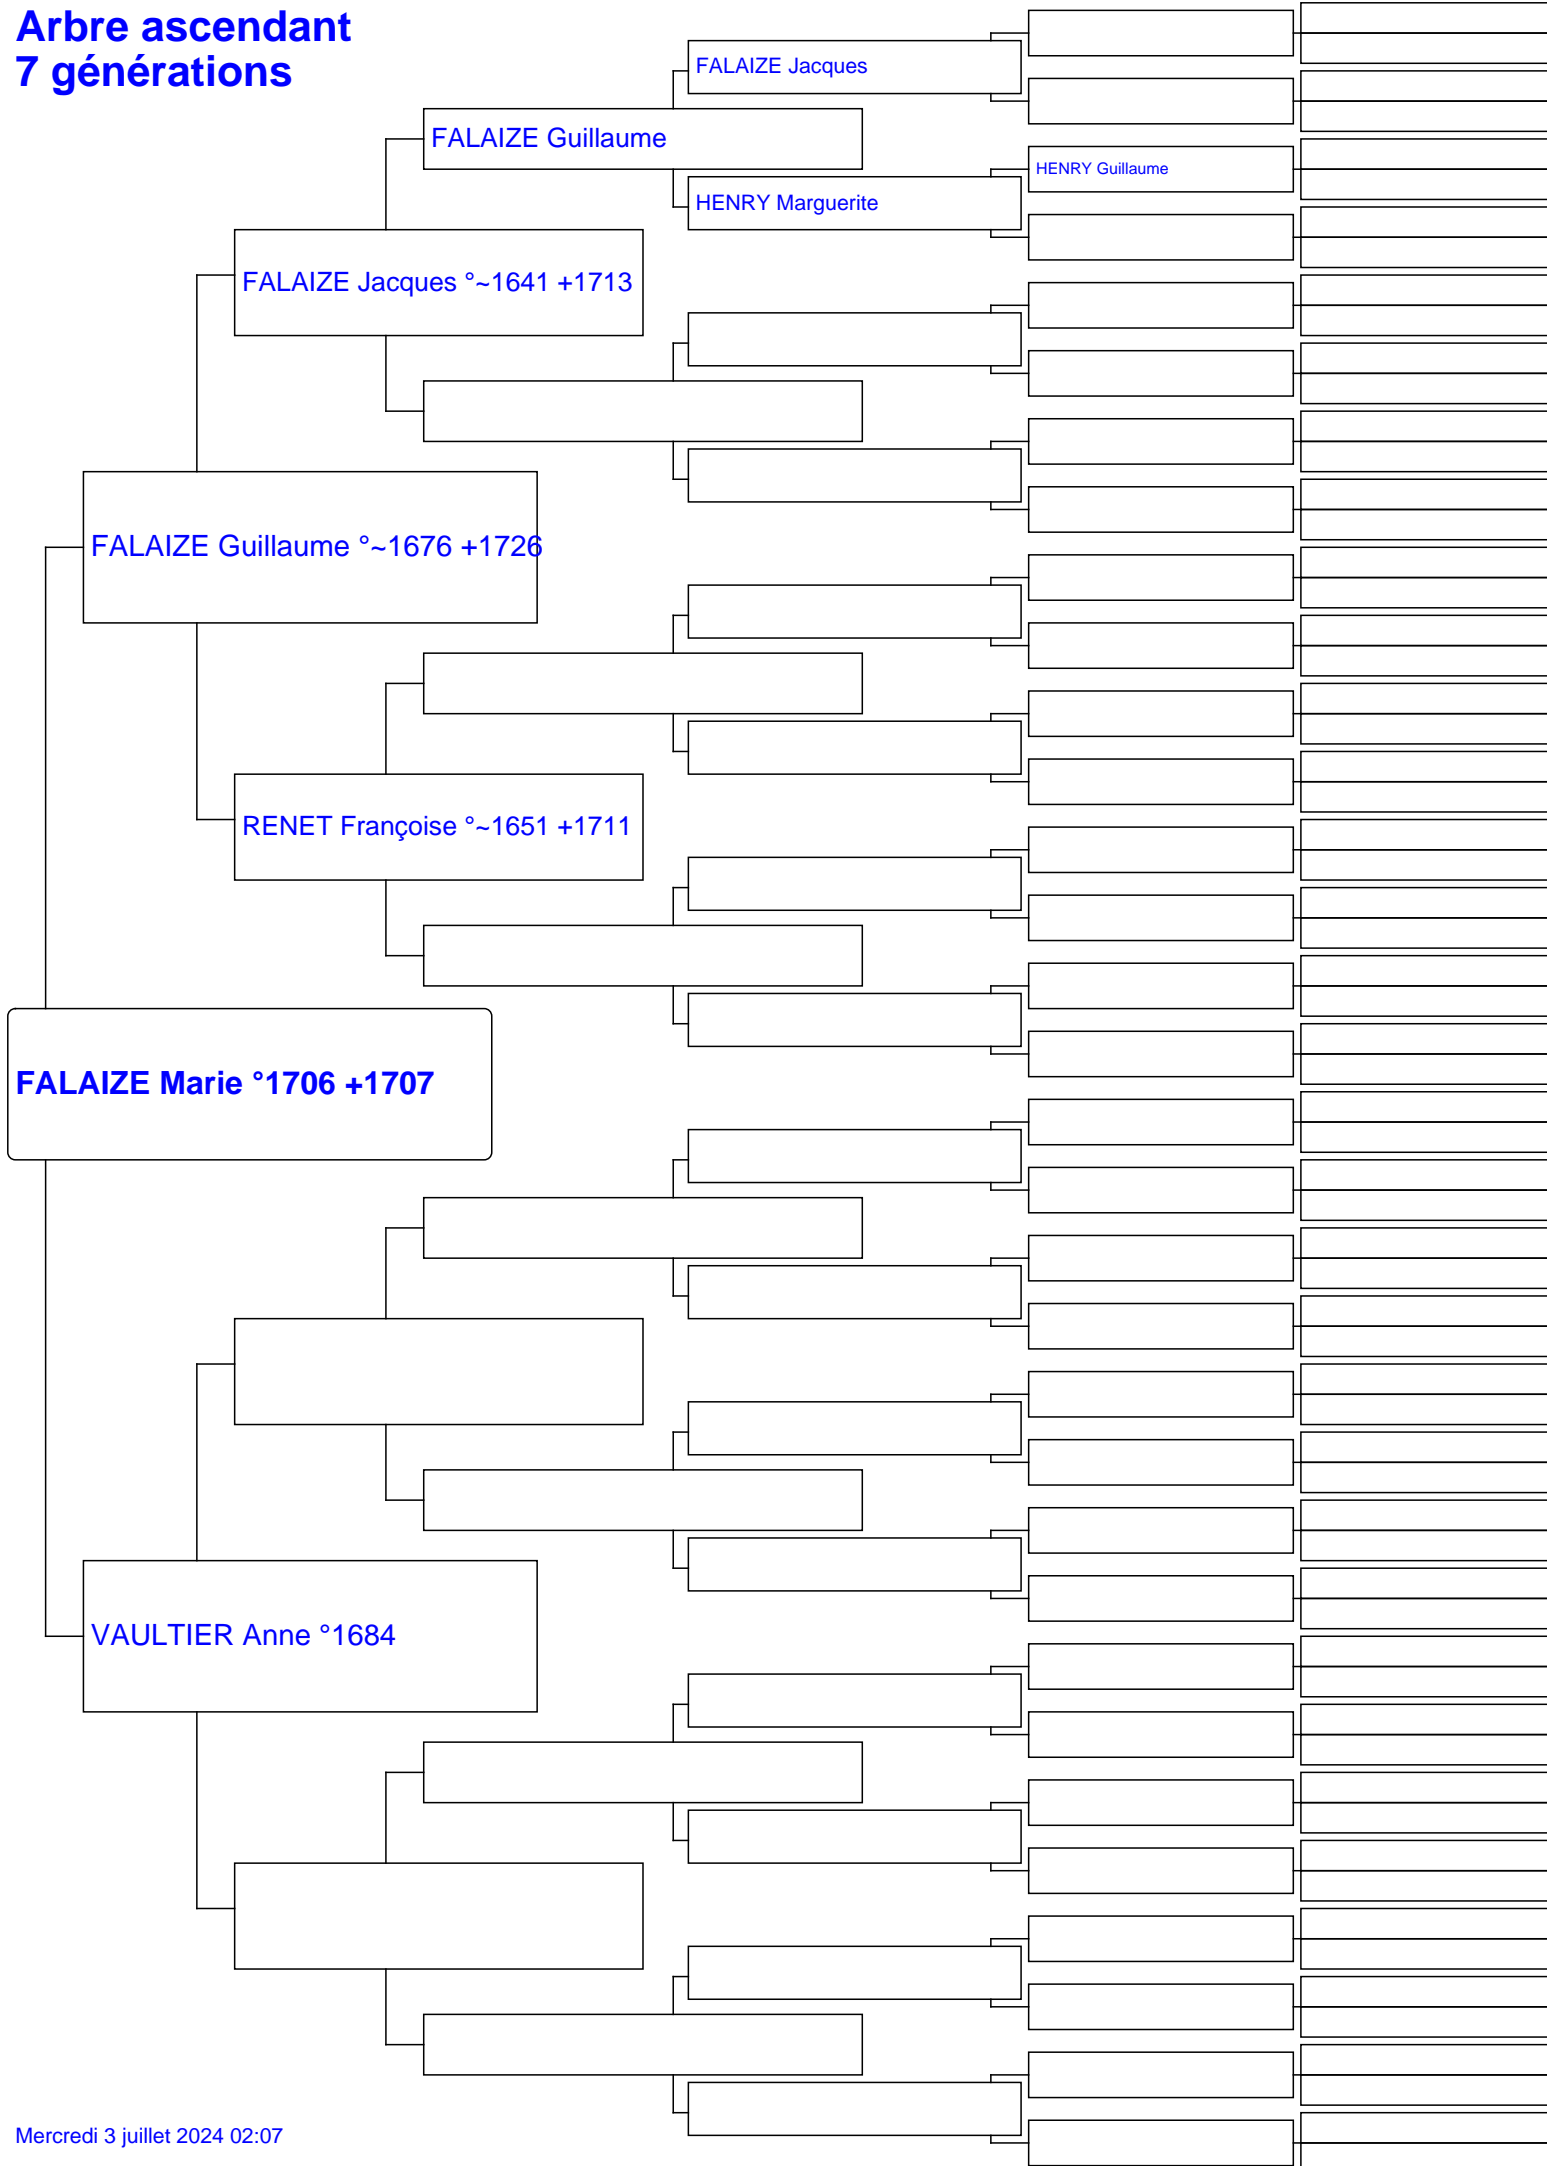 Arbre ascendant
7 générations
FALAIZE Jacques
FALAIZE Guillaume
HENRY Guillaume
HENRY Marguerite
FALAIZE Jacques °~1641 +1713
FALAIZE Guillaume °~1676 +1726
RENET Françoise °~1651 +1711
FALAIZE Marie °1706 +1707
VAULTIER Anne °1684
Mercredi 3 juillet 2024 02:07